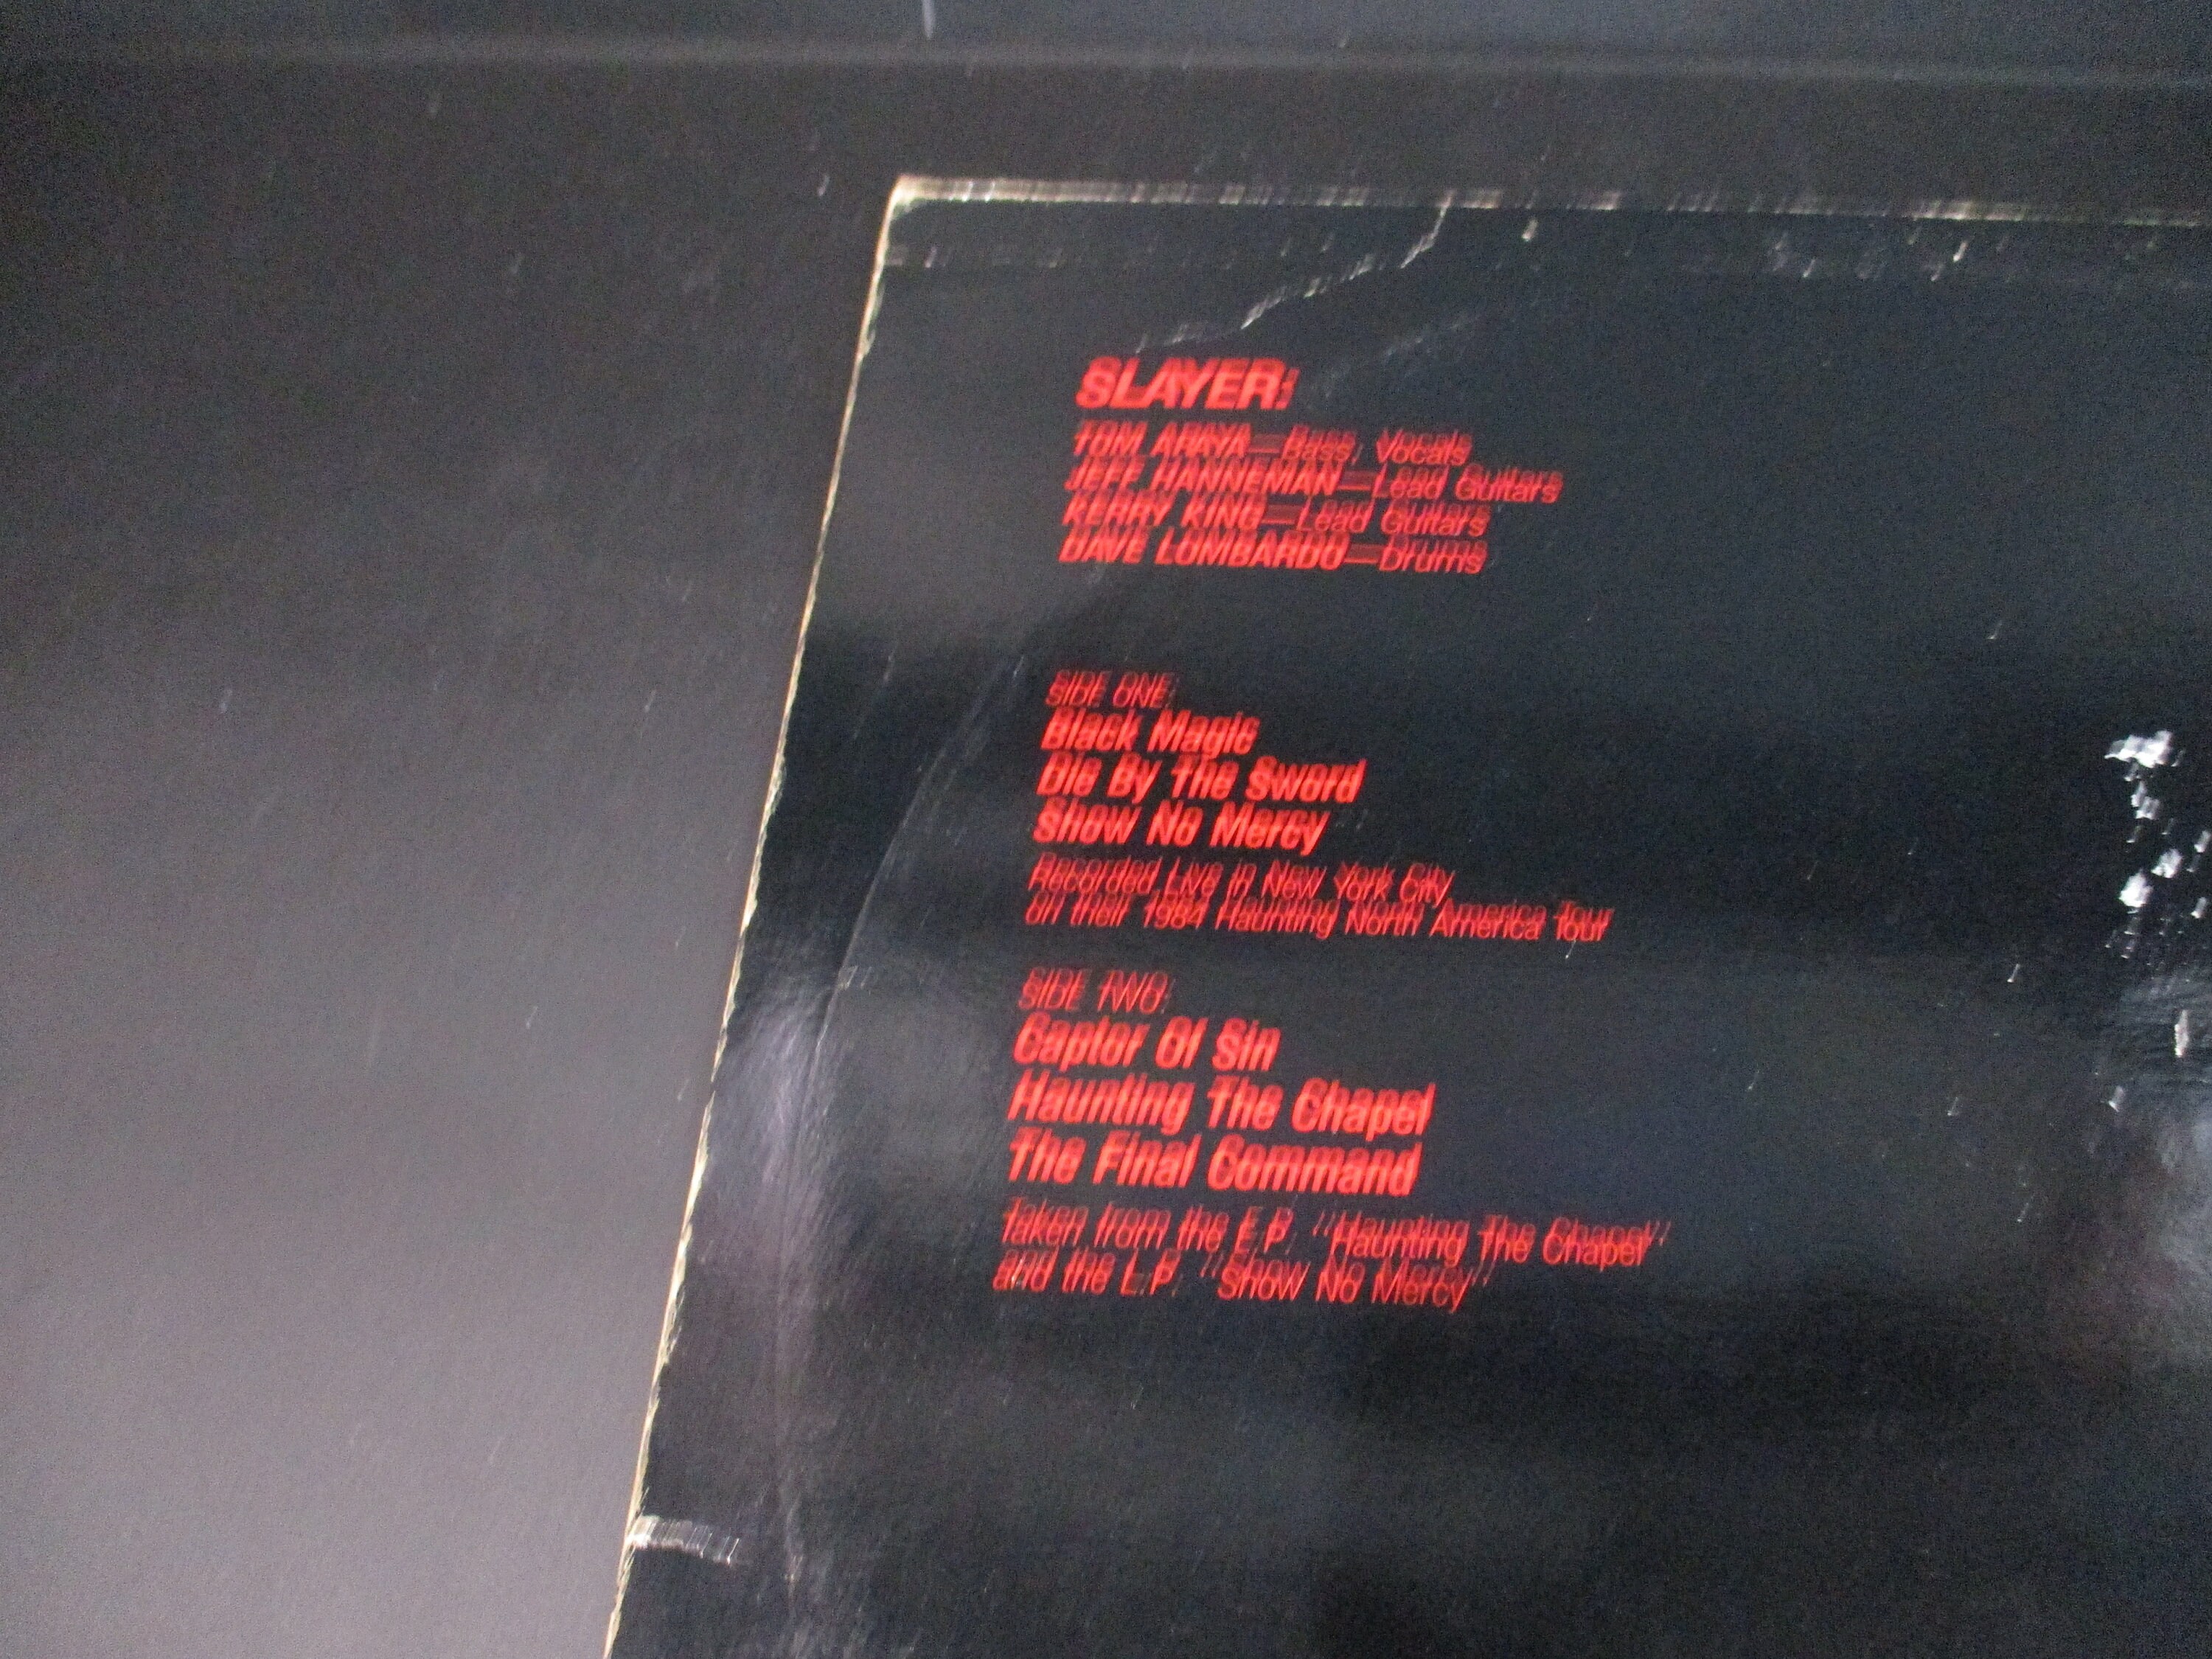 SLAYER:
TOM ARAYA—Bass, Vocals
JEFF HANNEMAN—Lead Guitars
KERRY KING—Lead Guitars
DAVE LOMBARDO—Drums
SIDE ONE:
Black Magic
Die By The Sword
Show No Mercy
Recorded Live in New York City
on their 1984 Haunting North America Tour
SIDE TWO:
Captor Of Sin
Haunting The Chapel
The Final Command
Taken from the E.P. "Haunting The Chapel"
and the L.P. "Show No Mercy"